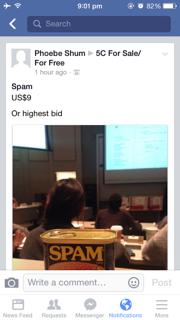 9:01 pm
82%
Search
Phoebe Shum ▶ 5C For Sale/
For Free
1 hour ago
Spam
US$9
Or highest bid
SPAM
Write a comment...
Post
News Feed
Requests
Messenger
Notifications
More